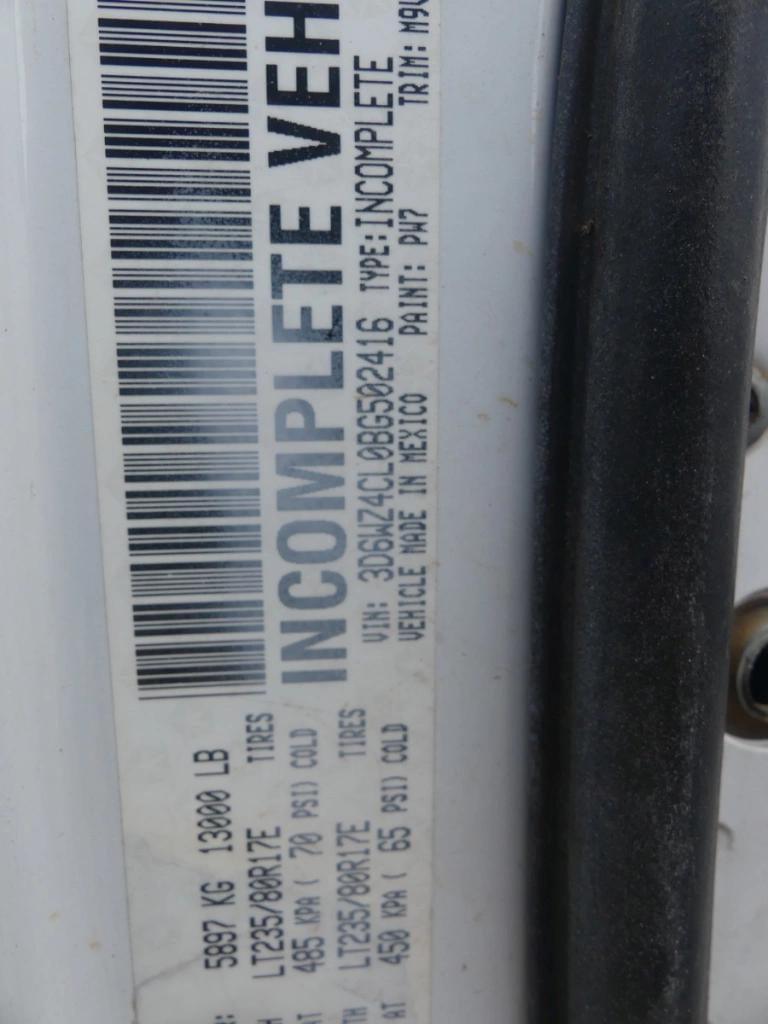 5897 KG 13000 LB
LT235/80R17E TIRES
485 KPA ( 70 PSI) COLD
LT235/80R17E TIRES
AT 450 KPA ( 65 PSI) COLD
INCOMPLETE VEH
VIN: 3D6WZ4CL0BG502416 TYPE:INCOMPLETE
VEHICLE MADE IN MEXICO PAINT: PW7 TRIM: M9